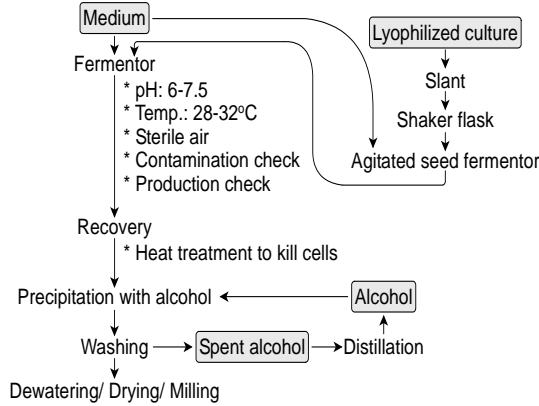 Medium
Lyophilized culture
Fermentor
* pH: 6-7.5
* Temp.: 28-32ºC
* Sterile air
* Contamination check
* Production check
Slant
Shaker flask
Agitated seed fermentor
Recovery
* Heat treatment to kill cells
Precipitation with alcohol
Alcohol
Washing
Spent alcohol
Distillation
Dewatering/ Drying/ Milling